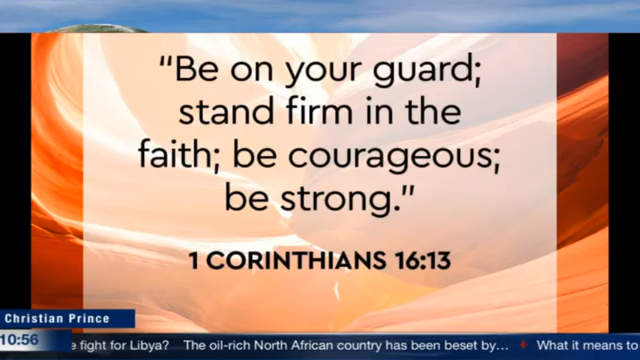 “Be on your guard;
stand firm in the
faith; be courageous;
be strong.”
1 CORINTHIANS 16:13
Christian Prince
10:56
e fight for Libya? The oil-rich North African country has been beset by… ♦ What it means to